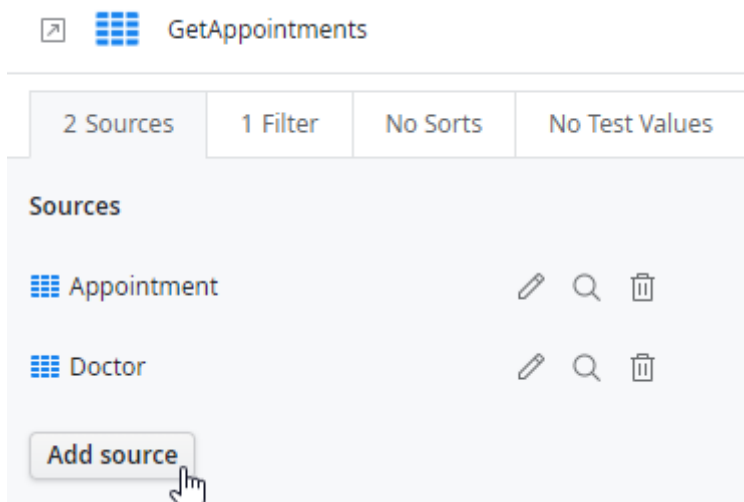 GetAppointments
2 Sources 1 Filter No Sorts No Test Values
Sources
Appointment
Doctor
Add source